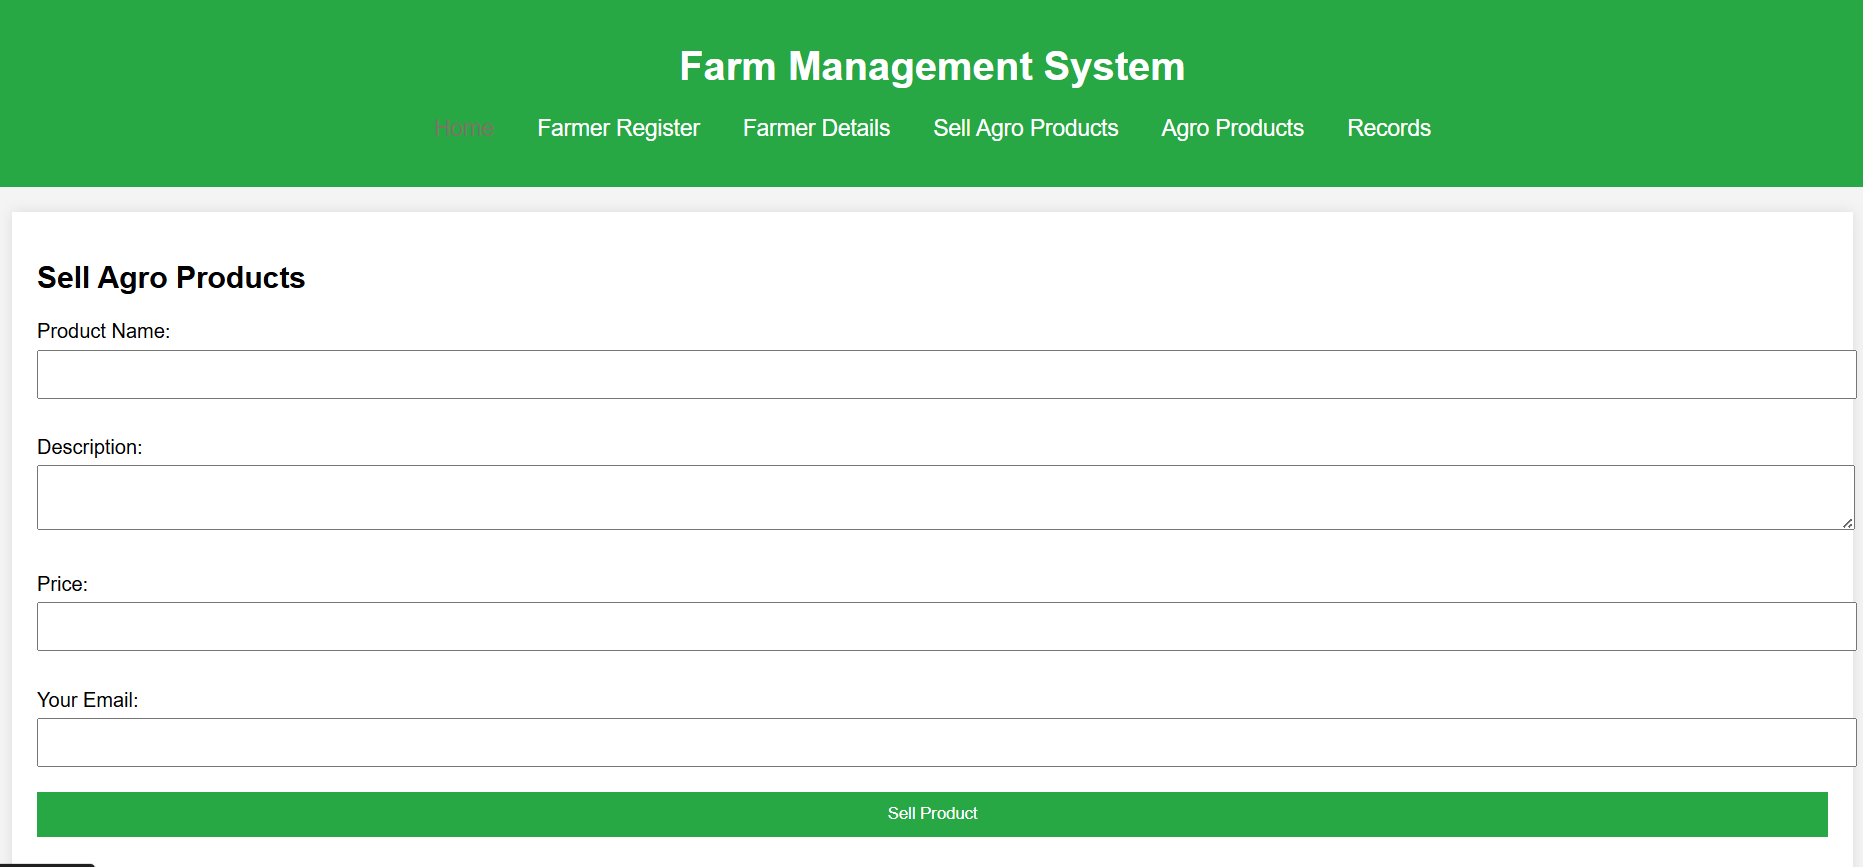 Farm Management System
Home Farmer Register Farmer Details Sell Agro Products Agro Products Records
Sell Agro Products
Product Name:
Description:
Price:
Your Email:
Sell Product